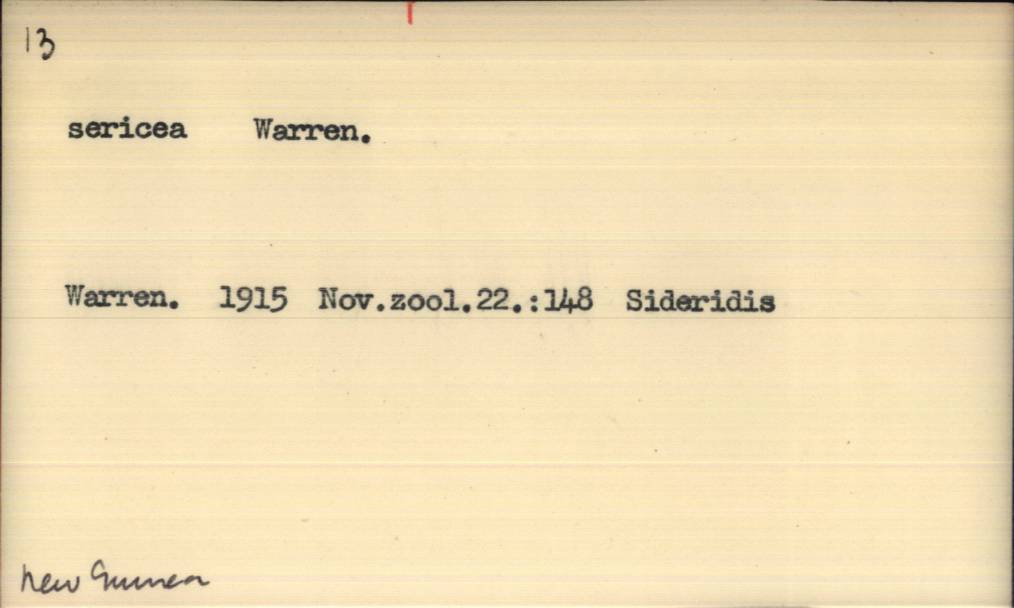 13
sericea Warren.
Warren. 1915 Nov.zool.22.:148 Sideridis
New Guinea